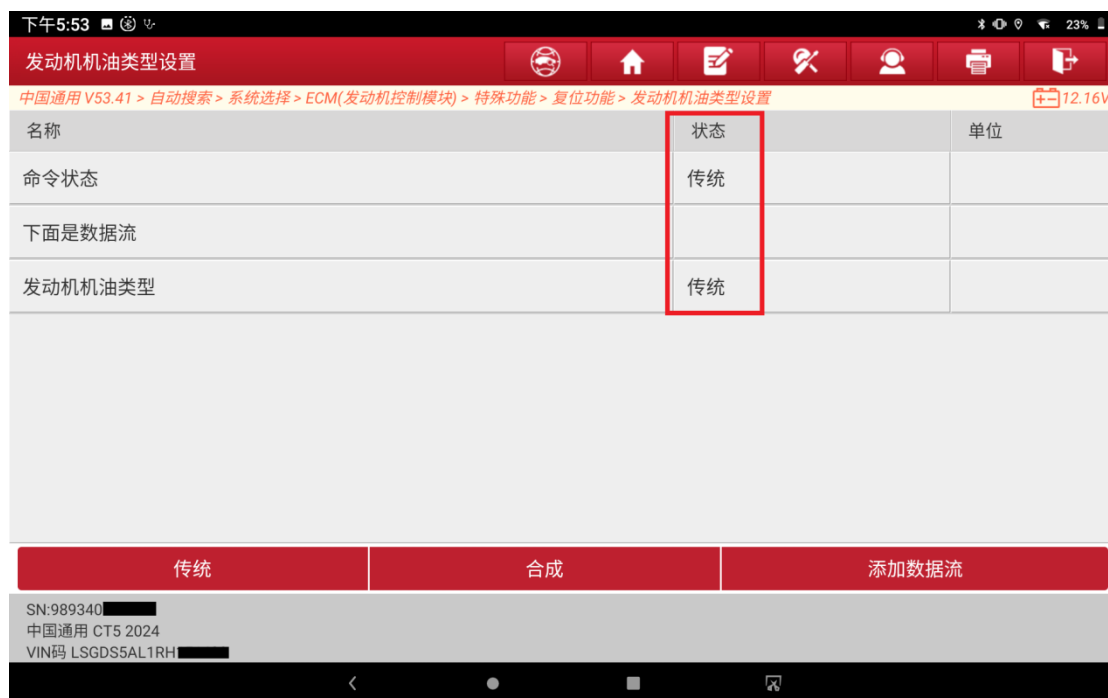 下午5:53 23%
发动机机油类型设置
中国通用 V53.41 > 自动搜索 > 系统选择 > ECM(发动机控制模块) > 特殊功能 > 复位功能 > 发动机机油类型设置 12.16V
名称 状态 单位
命令状态 传统
下面是数据流
发动机机油类型 传统
传统 合成 添加数据流
SN:989340
中国通用 CT5 2024
VIN码 LSGDS5AL1RH